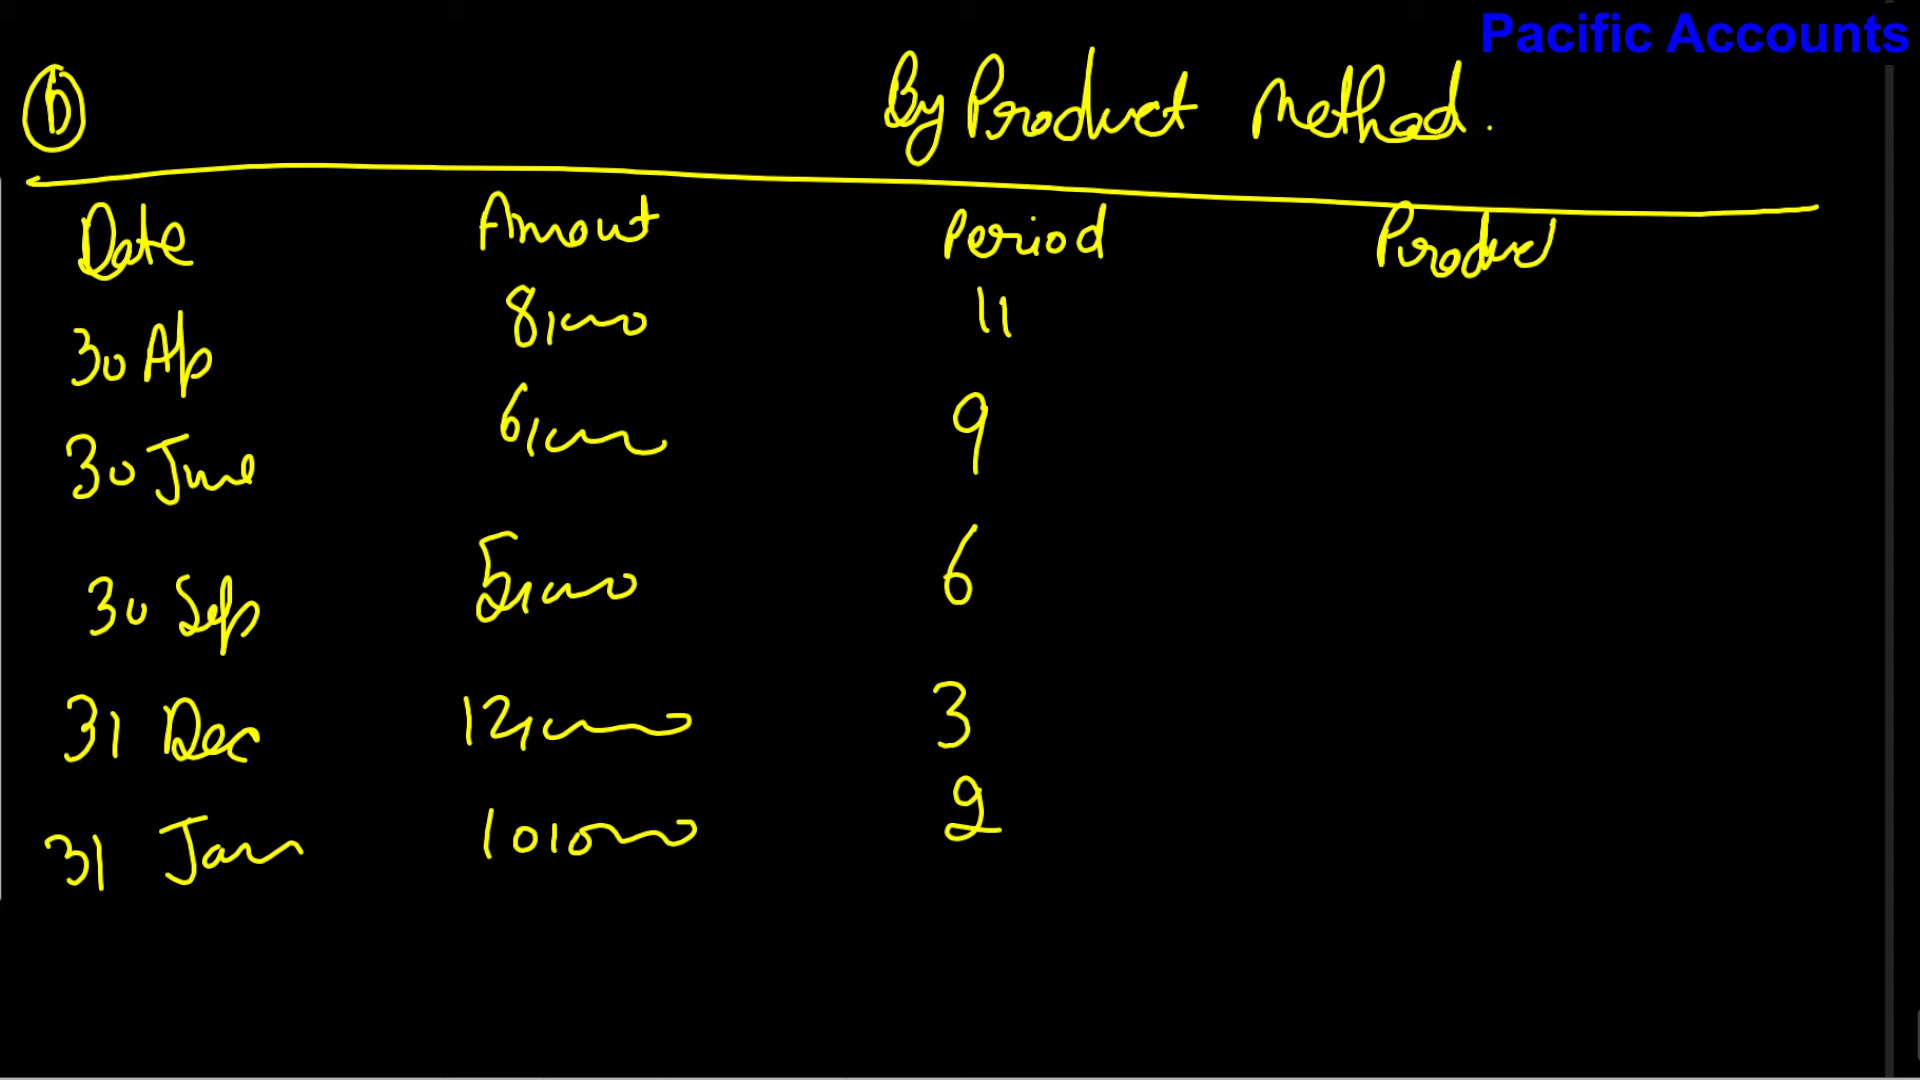 Pacific Accounts
(b) By Product Method.
Date Amount Period Product
30 Ap 8,000 11
30 June 6,000 9
30 Sep 5,000 6
31 Dec 12,000 3
31 Jan 10,000 2